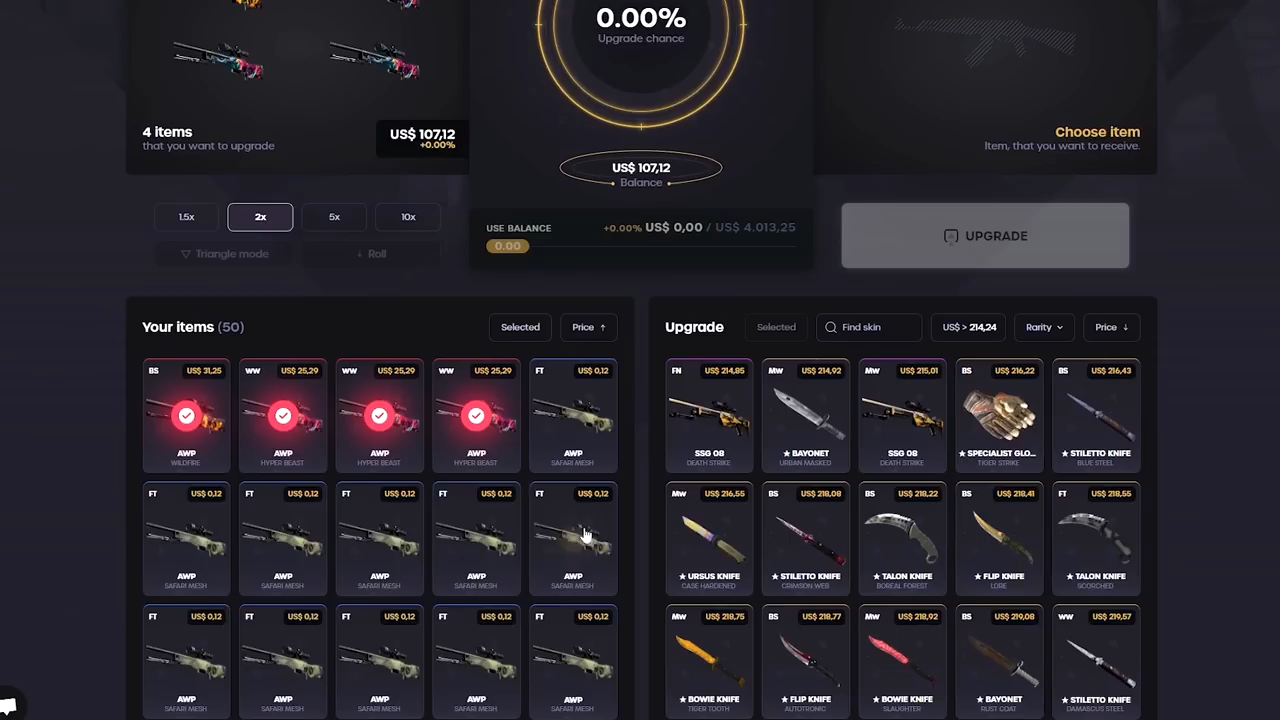 0.00%
Upgrade chance
4 items
that you want to upgrade
US$ 107,12
+0.00%
US$ 107,12
Balance
Choose item
Item, that you want to receive.
1.5x
2x
5x
10x
Triangle mode
Roll
USE BALANCE
+0.00% US$ 0,00 / US$ 4.013,25
0.00
UPGRADE
Your items (50)
Selected
Price
Upgrade
Selected
Find skin
US$ > 214,24
Rarity
Price
BS US$ 31,25
AWP
WILDFIRE
WW US$ 25,29
AWP
HYPER BEAST
WW US$ 25,29
AWP
HYPER BEAST
WW US$ 25,29
AWP
HYPER BEAST
FT US$ 0,12
AWP
SAFARI MESH
FT US$ 0,12
AWP
SAFARI MESH
FT US$ 0,12
AWP
SAFARI MESH
FT US$ 0,12
AWP
SAFARI MESH
FT US$ 0,12
AWP
SAFARI MESH
FT US$ 0,12
AWP
SAFARI MESH
FT US$ 0,12
AWP
SAFARI MESH
FT US$ 0,12
AWP
SAFARI MESH
FT US$ 0,12
AWP
SAFARI MESH
FT US$ 0,12
AWP
SAFARI MESH
FT US$ 0,12
AWP
SAFARI MESH
FN US$ 214,85
SSG 08
DEATH STRIKE
MW US$ 214,92
★ BAYONET
URBAN MASKED
MW US$ 215,01
SSG 08
DEATH STRIKE
BS US$ 216,22
★ SPECIALIST GLO...
TIGER STRIKE
BS US$ 216,43
★ STILETTO KNIFE
BLUE STEEL
MW US$ 216,55
★ URSUS KNIFE
CASE HARDENED
BS US$ 218,08
★ STILETTO KNIFE
CRIMSON WEB
BS US$ 218,22
★ TALON KNIFE
BOREAL FOREST
BS US$ 218,41
★ FLIP KNIFE
LORE
FT US$ 218,55
★ TALON KNIFE
SCORCHED
MW US$ 218,75
★ BOWIE KNIFE
TIGER TOOTH
BS US$ 218,77
★ FLIP KNIFE
AUTOTRONIC
MW US$ 218,92
★ BOWIE KNIFE
SLAUGHTER
BS US$ 219,08
★ BAYONET
RUST COAT
WW US$ 219,57
★ STILETTO KNIFE
DAMASCUS STEEL